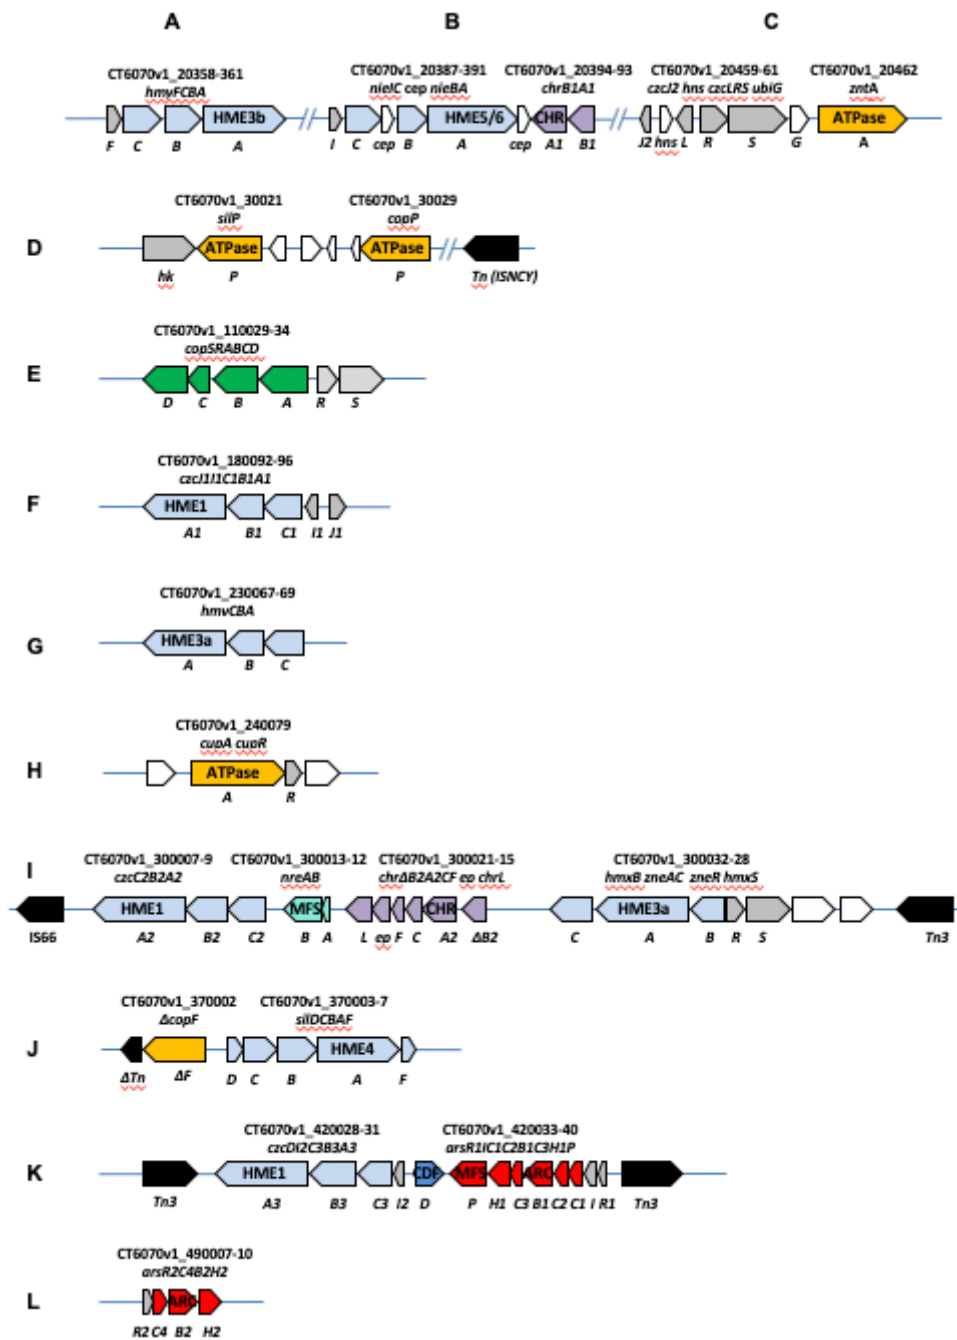 A B C
CT6070v1_20358-361 CT6070v1_20387-391 CT6070v1_20394-93 CT6070v1_20459-61 CT6070v1_20462
hmvFCBA nieIC cep nieBA chrB1A1 czcJ2 hns czcLRS ubiG zntA
HME3b HME5/6 CHR ATPase
F C B A I C cep B A cep A1 B1 J2 hns L R S G A
CT6070v1_30021 CT6070v1_30029
silP copP
D ATPase ATPase
hk P P Tn (ISNCY)
CT6070v1_110029-34
copSRABCD
E
D C B A R S
CT6070v1_180092-96
czcJ1I1C1B1A1
F HME1
A1 B1 C1 I1 J1
CT6070v1_230067-69
hmvCBA
G HME3a
A B C
CT6070v1_240079
cupA cupR
H ATPase
A R
I CT6070v1_300007-9 CT6070v1_300013-12 CT6070v1_300021-15 CT6070v1_300032-28
czcC2B2A2 nreAB chrΔB2A2CF ep chrL hmxB zneAC zneR hmxS
HME1 MFS CHR HME3a
IS66 A2 B2 C2 B A L ep F C A2 ΔB2 C A B R S Tn3
CT6070v1_370002 CT6070v1_370003-7
ΔcopF silDCBAF
J HME4
ΔTn ΔF D C B A F
CT6070v1_420028-31 CT6070v1_420033-40
czcDI2C3B3A3 arsR1IC1C2B1C3H1P
K HME1 CDF MFS ARC
Tn3 A3 B3 C3 I2 D P H1 C3 B1 C2 C1 I R1 Tn3
CT6070v1_490007-10
arsR2C4B2H2
L ARC
R2 C4 B2 H2